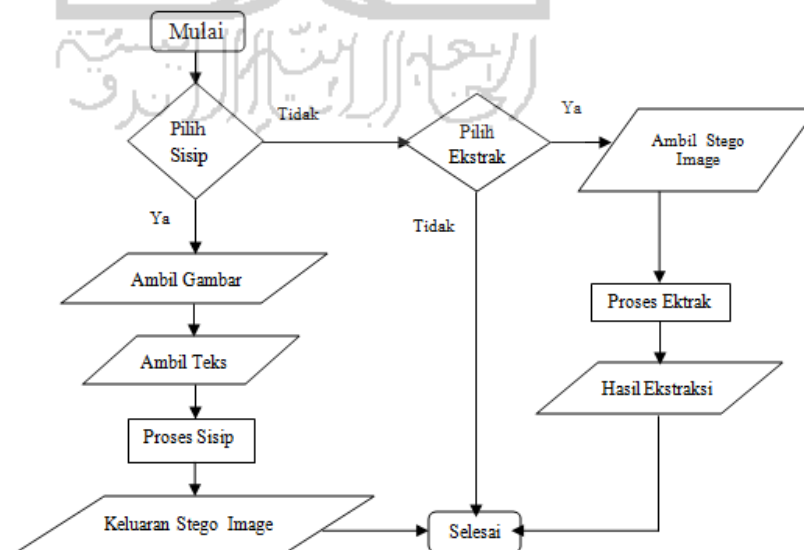 Mulai
Pilih
Sisip
Tidak
Pilih
Ekstrak
Ya
Ambil Stego
Image
Ya
Tidak
Ambil Gambar
Proses Ektrak
Ambil Teks
Hasil Ekstraksi
Proses Sisip
Keluaran Stego Image
Selesai